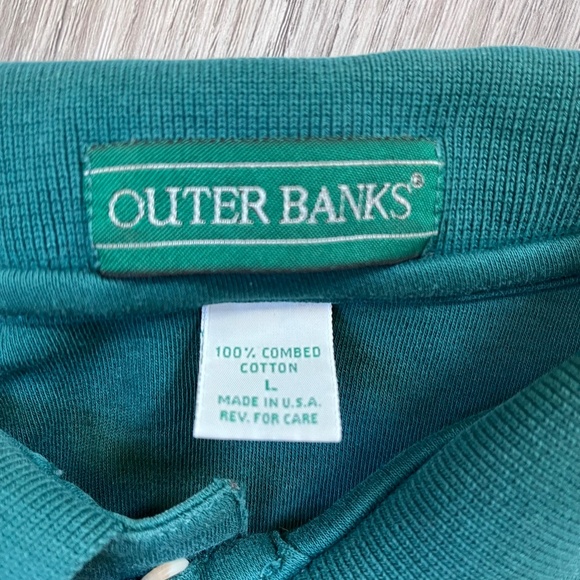 OUTER BANKS®
100% COMBED
COTTON
L
MADE IN U.S.A.
REV. FOR CARE